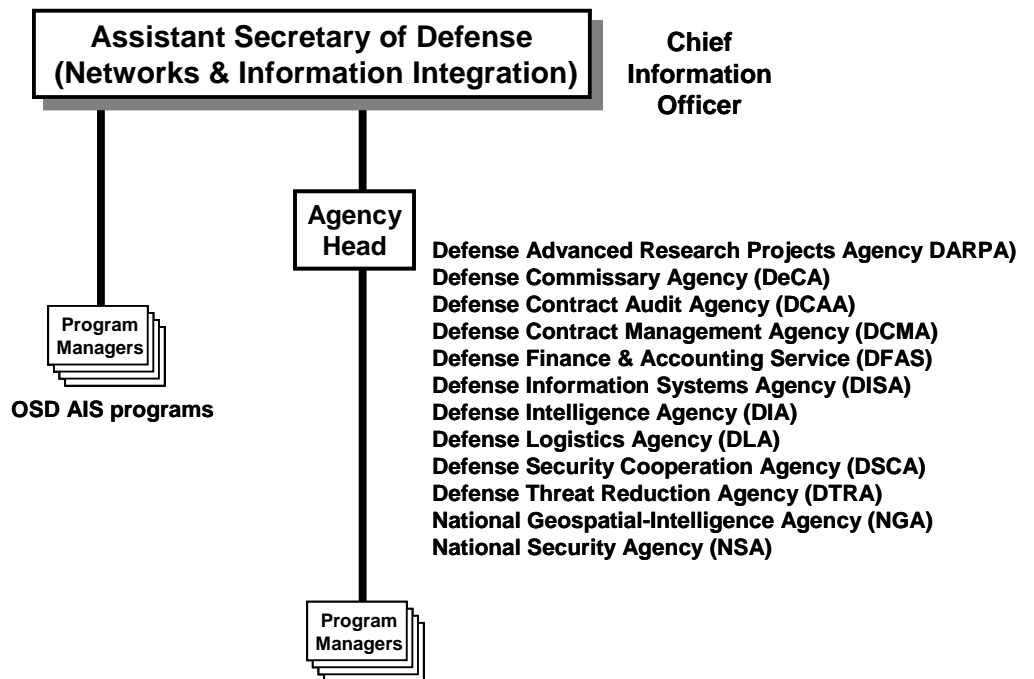 Assistant Secretary of Defense
(Networks & Information Integration)
Chief
Information
Officer
Agency
Head
Defense Advanced Research Projects Agency DARPA)
Defense Commissary Agency (DeCA)
Defense Contract Audit Agency (DCAA)
Defense Contract Management Agency (DCMA)
Defense Finance & Accounting Service (DFAS)
Defense Information Systems Agency (DISA)
Defense Intelligence Agency (DIA)
Defense Logistics Agency (DLA)
Defense Security Cooperation Agency (DSCA)
Defense Threat Reduction Agency (DTRA)
National Geospatial-Intelligence Agency (NGA)
National Security Agency (NSA)
Program
Managers
OSD AIS programs
Program
Managers